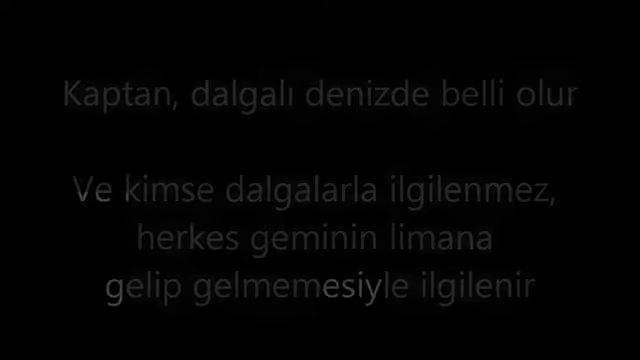 Kaptan, dalgalı denizde belli olur
Ve kimse dalgalarla ilgilenmez,
herkes geminin limana
gelip gelmemesiyle ilgilenir